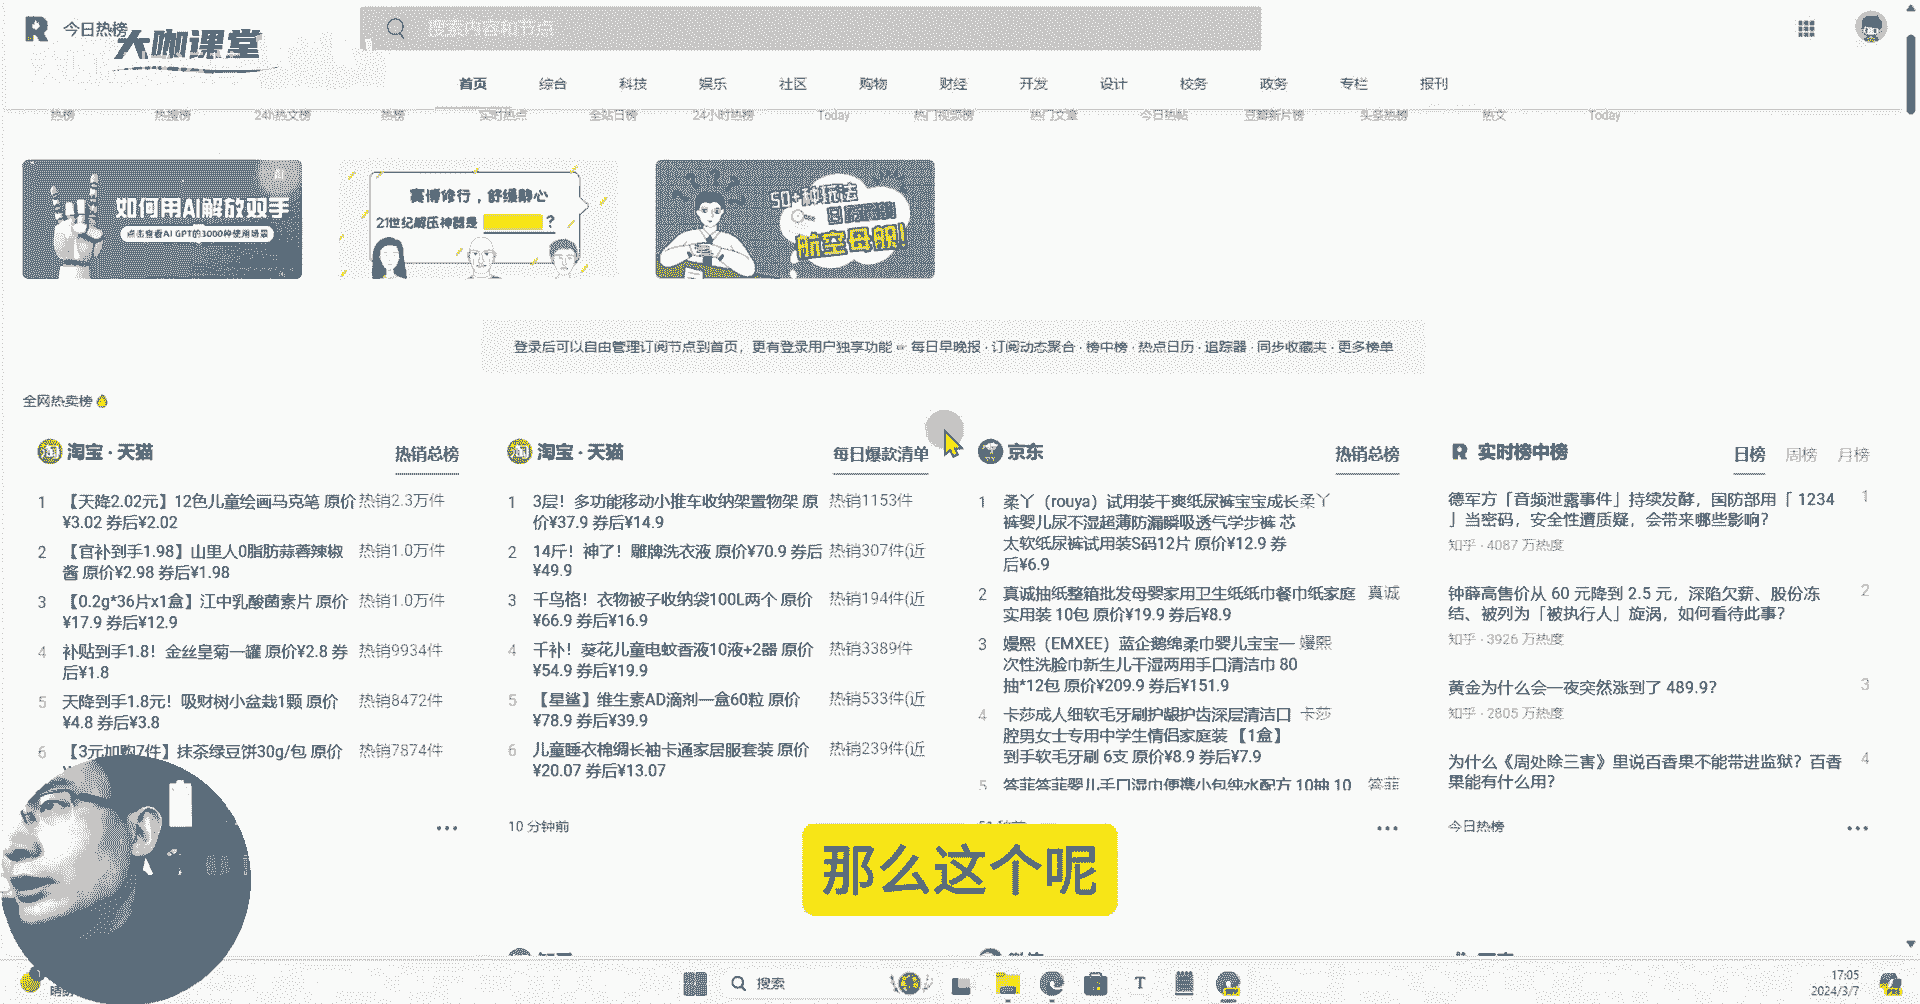 今日热榜
大咖课堂
搜索内容和节点
首页 综合 科技 娱乐 社区 购物 财经 开发 设计 校务 政务 专栏 报刊
热榜 热搜榜 24h热文榜 热榜 实时热点 全站日榜 24小时热榜 Today 热门视频榜 热门文章 今日热帖 豆瓣新片榜 头条热榜 热文 Today
AI
如何用AI解放双手
点击查看AI GPT的3000种使用场景
赛博修行，舒缓静心
21世纪解压神器是 ？
50+种玩法
航空母舰！
登录后可以自由管理订阅节点到首页，更有登录用户独享功能 每日早晚报 · 订阅动态聚合 · 榜中榜 · 热点日历 · 追踪器 · 同步收藏夹 · 更多榜单
全网热卖榜
淘宝 · 天猫 热销总榜
1 【天降2.02元】12色儿童绘画马克笔 原价 热销2.3万件
¥3.02 券后¥2.02
2 【官补到手1.98】山里人0脂肪蒜蓉辣椒 热销1.0万件
酱 原价¥2.98 券后¥1.98
3 【0.2g*36片x1盒】江中乳酸菌素片 原价 热销1.0万件
¥17.9 券后¥12.9
4 补贴到手1.8！金丝皇菊一罐 原价¥2.8 券 热销9934件
后¥1.8
5 天降到手1.8元！吸财树小盆栽1颗 原价 热销8472件
¥4.8 券后¥3.8
6 【3元加购7件】抹茶绿豆饼30g/包 原价 热销7874件
淘宝 · 天猫 每日爆款清单
1 3层！多功能移动小推车收纳架置物架 原 热销1153件
价¥37.9 券后¥14.9
2 14斤！神了！雕牌洗衣液 原价¥70.9 券后 热销307件(近
¥49.9
3 千鸟格！衣物被子收纳袋100L两个 原价 热销194件(近
¥66.9 券后¥16.9
4 千补！葵花儿童电蚊香液10液+2器 原价 热销3389件
¥54.9 券后¥19.9
5 【星鲨】维生素AD滴剂一盒60粒 原价 热销533件(近
¥78.9 券后¥39.9
6 儿童睡衣棉绸长袖卡通家居服套装 原价 热销239件(近
¥20.07 券后¥13.07
10 分钟前
京东 热销总榜
1 柔丫（rouya）试用装干爽纸尿裤宝宝成长 柔丫
裤婴儿尿不湿超薄防漏瞬吸透气学步裤 芯
太软纸尿裤试用装S码12片 原价¥12.9 券
后¥6.9
2 真诚抽纸整箱批发母婴家用卫生纸纸巾餐巾纸家庭 真诚
实用装 10包 原价¥19.9 券后¥8.9
3 嫚熙（EMXEE）蓝企鹅绵柔巾婴儿宝宝一 嫚熙
次性洗脸巾新生儿干湿两用手口清洁巾 80
抽*12包 原价¥209.9 券后¥151.9
4 卡莎成人细软毛牙刷护龈护齿深层清洁口 卡莎
腔男女士专用中学生情侣家庭装 【1盒】
到手软毛牙刷 6支 原价¥8.9 券后¥7.9
5 答菲答菲婴儿手口湿巾便携小包纯水配方 10抽 10 答菲
实时榜中榜 日榜 周榜 月榜
德军方「音频泄露事件」持续发酵，国防部用「 1234 1
」当密码，安全性遭质疑，会带来哪些影响？
知乎 · 4087 万热度
钟薛高售价从 60 元降到 2.5 元，深陷欠薪、股份冻 2
结、被列为「被执行人」旋涡，如何看待此事？
知乎 · 3926 万热度
黄金为什么会一夜突然涨到了 489.9？ 3
知乎 · 2805 万热度
为什么《周处除三害》里说百香果不能带进监狱？百香 4
果能有什么用？
今日热榜
那么这个呢
搜索
17:05
2024/3/7